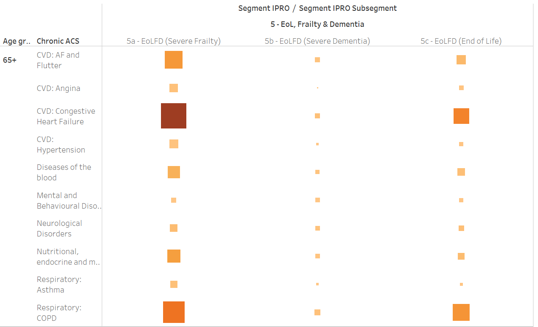 Segment IPRO / Segment IPRO Subsegment
5 - EoL, Frailty & Dementia
Age gr.. Chronic ACS 5a - EoLFD (Severe Frailty) 5b - EoLFD (Severe Dementia) 5c - EoLFD (End of Life)
65+ CVD: AF and
Flutter
CVD: Angina
CVD: Congestive
Heart Failure
CVD:
Hypertension
Diseases of the
blood
Mental and
Behavioural Diso..
Neurological
Disorders
Nutritional,
endocrine and m..
Respiratory:
Asthma
Respiratory:
COPD